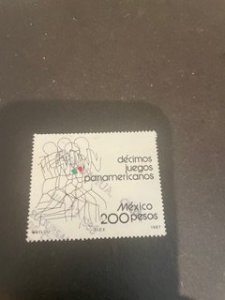 décimos
juegos
panamericanos
México
200 pesos
1987